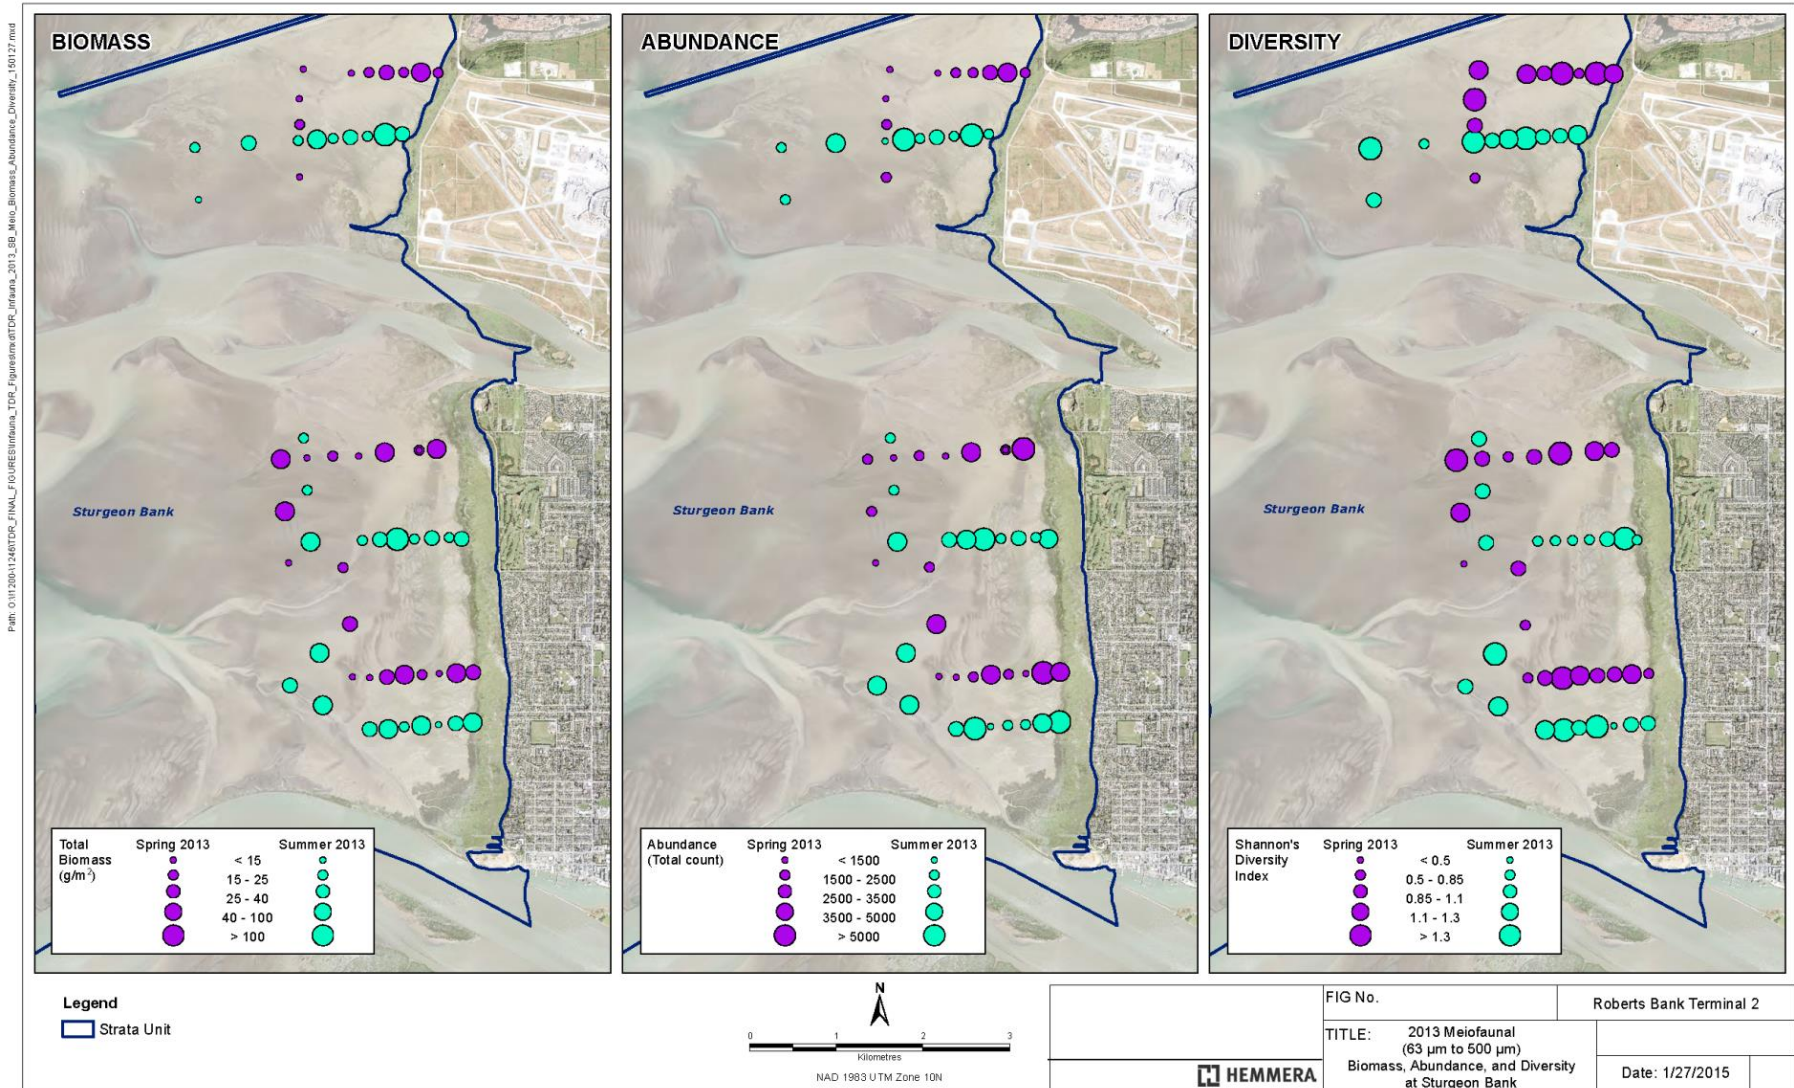 BIOMASS
Sturgeon Bank
Total Biomass (g/m²)
Spring 2013
Summer 2013
< 15
15 - 25
25 - 40
40 - 100
> 100
ABUNDANCE
Sturgeon Bank
Abundance (Total count)
Spring 2013
Summer 2013
< 1500
1500 - 2500
2500 - 3500
3500 - 5000
> 5000
DIVERSITY
Sturgeon Bank
Shannon's Diversity Index
Spring 2013
Summer 2013
< 0.5
0.5 - 0.85
0.85 - 1.1
1.1 - 1.3
> 1.3
Legend
Strata Unit
N
0 1 2 3
Kilometres
NAD 1983 UTM Zone 10N
HEMMERA
FIG No.
Roberts Bank Terminal 2
TITLE:
2013 Meiofaunal
(63 µm to 500 µm)
Biomass, Abundance, and Diversity
at Sturgeon Bank
Date: 1/27/2015